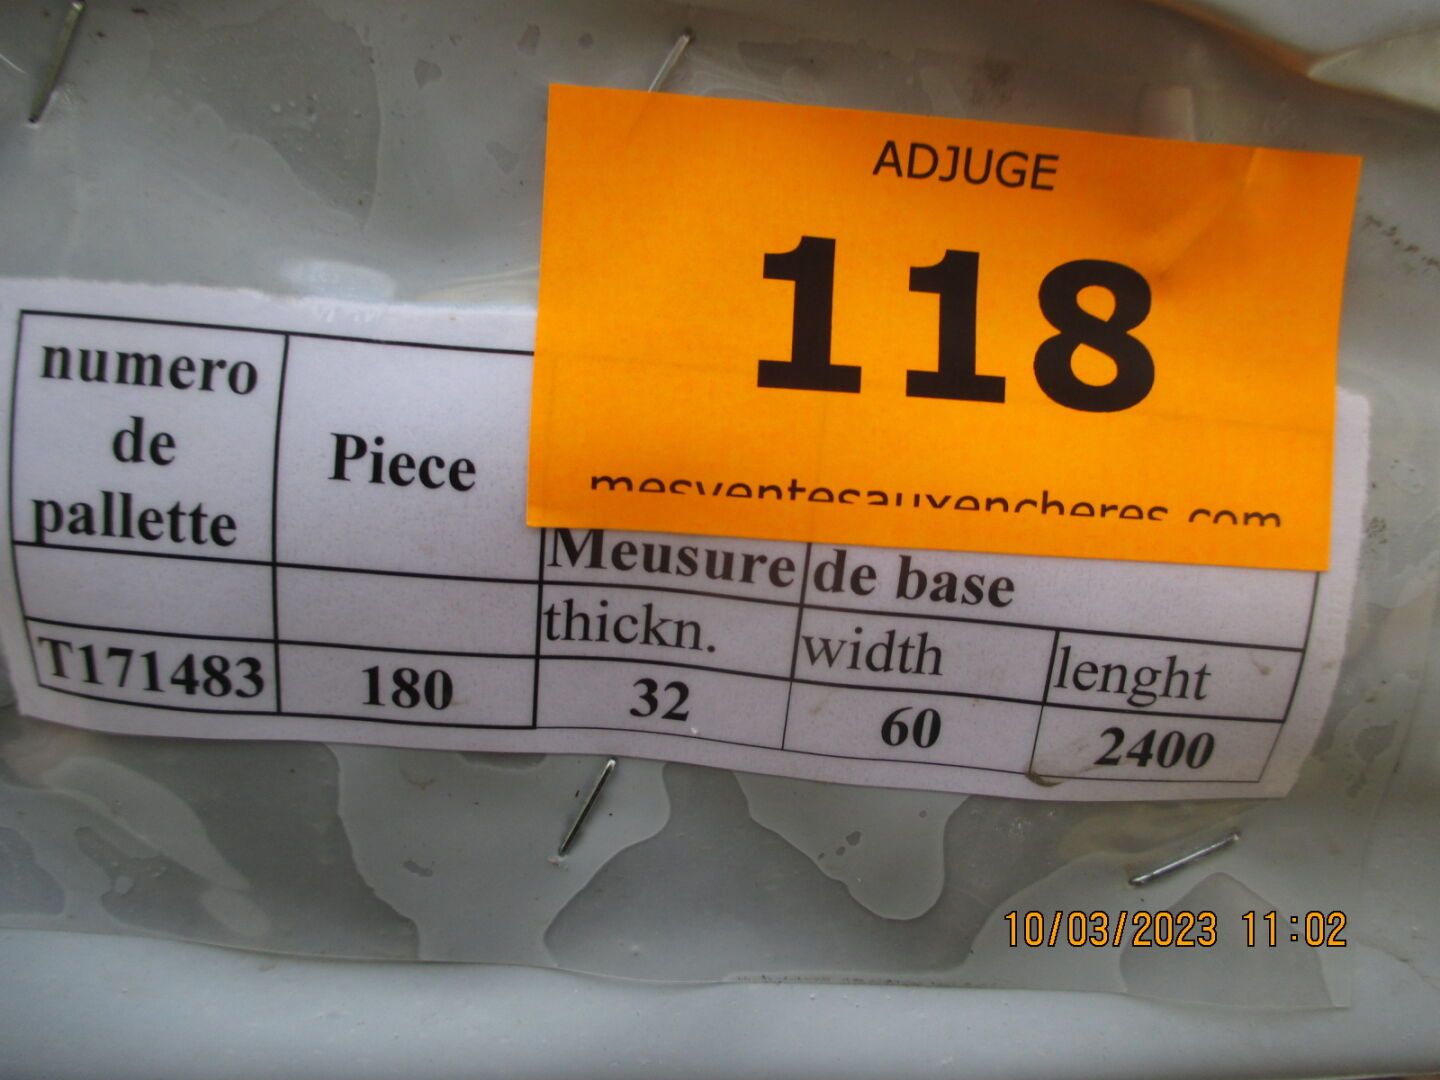 ADJUGE
118
mesventesauxencheres.com
numero
de
pallette
Piece
Meusure de base
thickn. width lenght
T171483 180 32 60 2400
10/03/2023 11:02